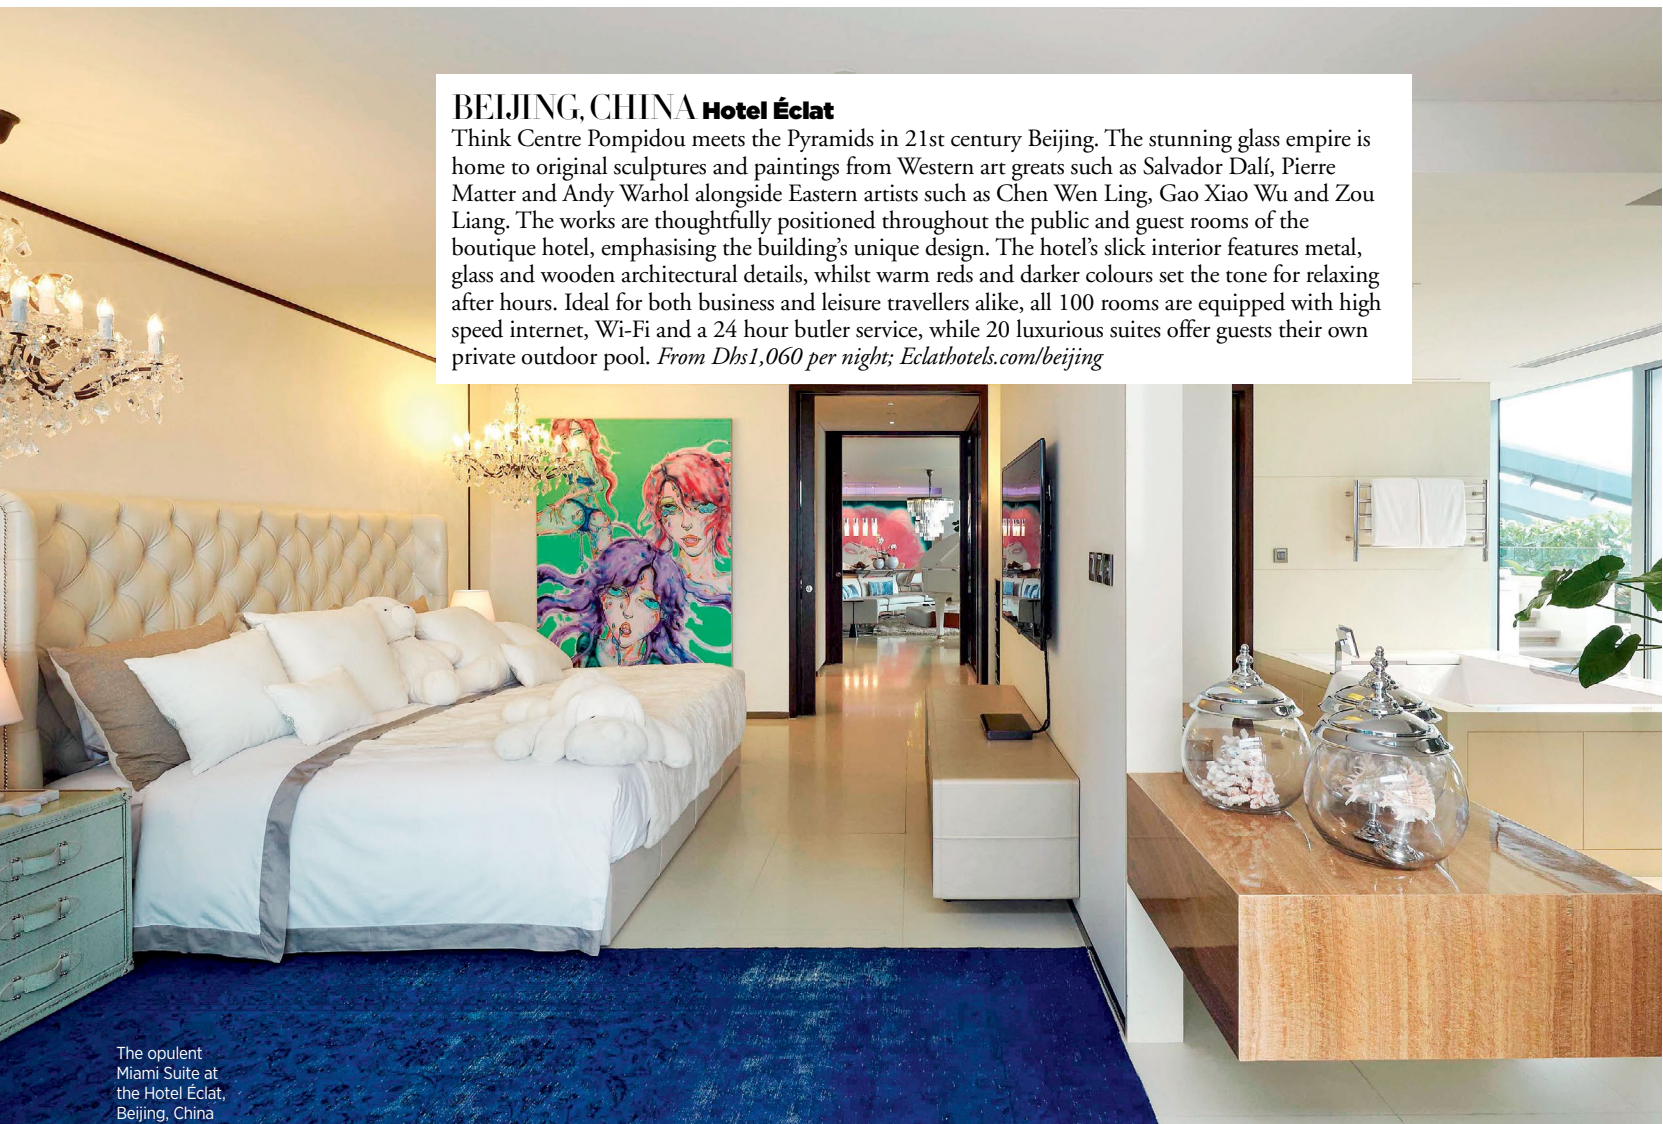 BEIJING, CHINA Hotel Éclat
Think Centre Pompidou meets the Pyramids in 21st century Beijing. The stunning glass empire is
home to original sculptures and paintings from Western art greats such as Salvador Dalí, Pierre
Matter and Andy Warhol alongside Eastern artists such as Chen Wen Ling, Gao Xiao Wu and Zou
Liang. The works are thoughtfully positioned throughout the public and guest rooms of the
boutique hotel, emphasising the building’s unique design. The hotel’s slick interior features metal,
glass and wooden architectural details, whilst warm reds and darker colours set the tone for relaxing
after hours. Ideal for both business and leisure travellers alike, all 100 rooms are equipped with high
speed internet, Wi-Fi and a 24 hour butler service, while 20 luxurious suites offer guests their own
private outdoor pool. From Dhs1,060 per night; Eclathotels.com/beijing
The opulent
Miami Suite at
the Hotel Éclat,
Beijing, China